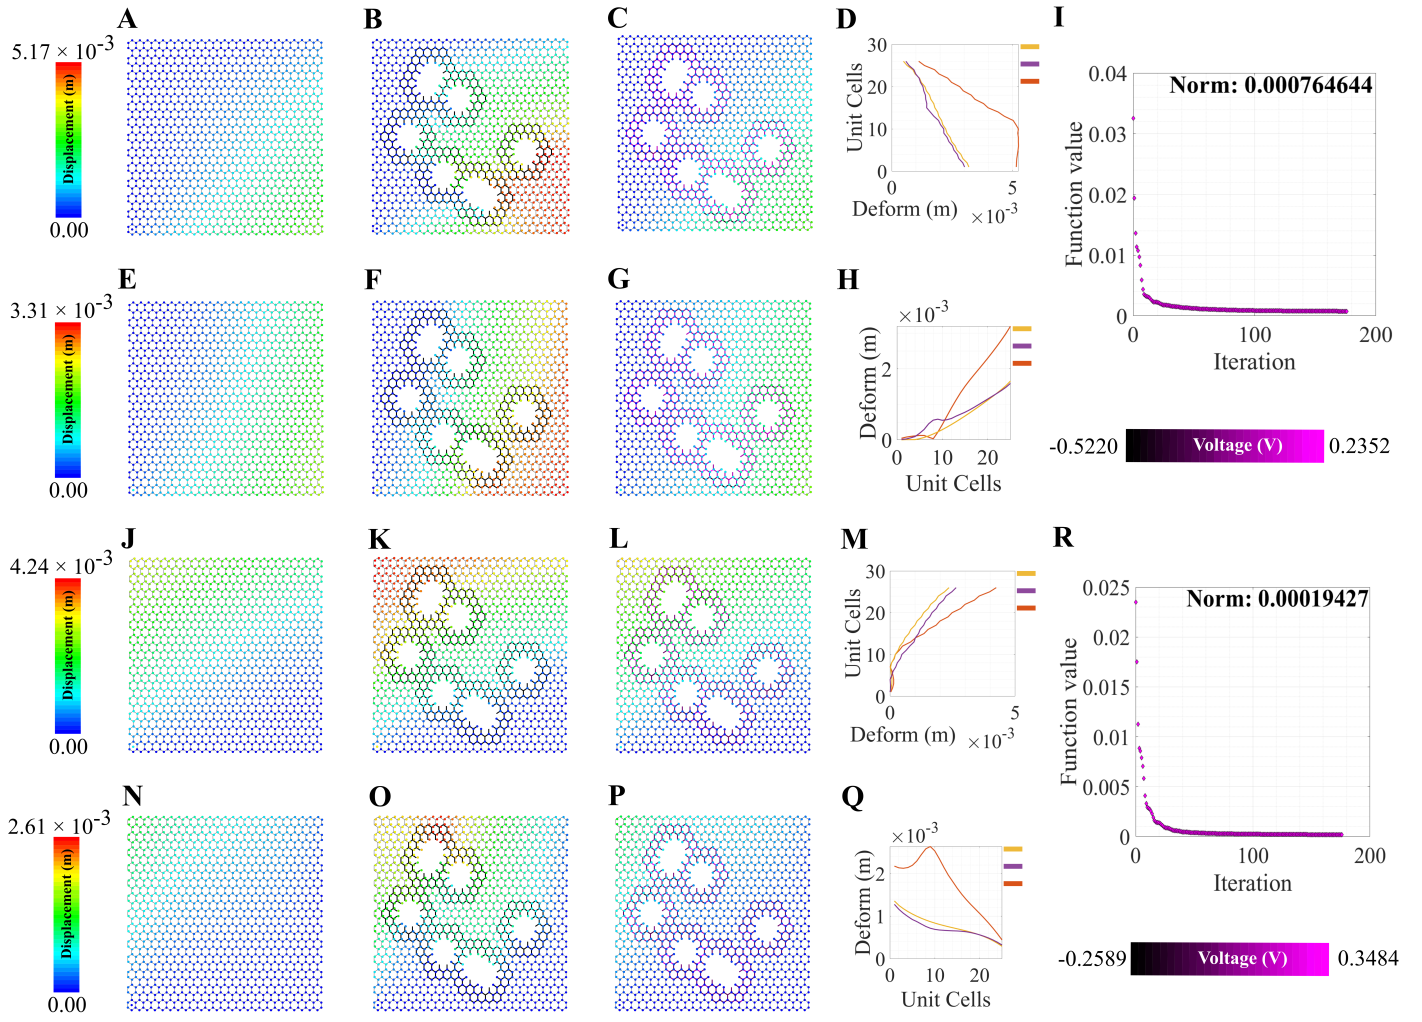 A
B
C
D
I
5.17 × 10-3
Displacement (m)
0.00
30
20
10
0
Unit Cells
0
5
Deform (m)
×10-3
0.04
0.03
0.02
0.01
0
Function value
Norm: 0.000764644
0
100
200
Iteration
E
F
G
H
3.31 × 10-3
Displacement (m)
0.00
×10-3
2
0
Deform (m)
0
10
20
Unit Cells
-0.5220
Voltage (V)
0.2352
J
K
L
M
R
4.24 × 10-3
Displacement (m)
0.00
30
20
10
0
Unit Cells
0
5
Deform (m)
×10-3
0.025
0.02
0.015
0.01
0.005
0
Function value
Norm: 0.00019427
0
100
200
Iteration
N
O
P
Q
2.61 × 10-3
Displacement (m)
0.00
×10-3
2
1
0
Deform (m)
0
10
20
Unit Cells
-0.2589
Voltage (V)
0.3484